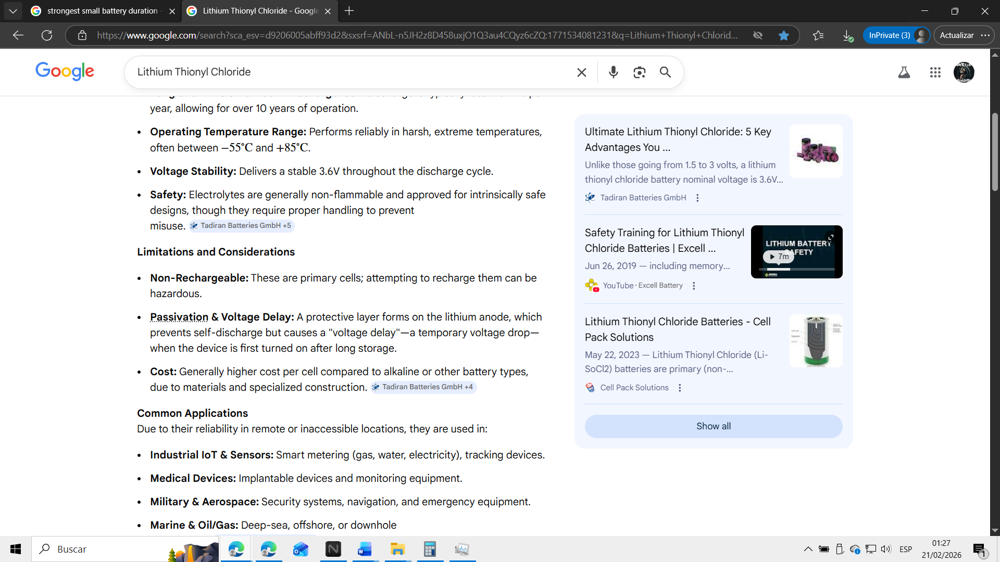 strongest small battery duration
Lithium Thionyl Chloride - Google
https://www.google.com/search?sca_esv=d9206005abff93d2&sxsrf=ANbL-n5JH2z8D458uxjO1Q3au4CQyz6cZQ:1771534081231&q=Lithium+Thionyl+Chlorid...
InPrivate (3)
Actualizar
Google
Lithium Thionyl Chloride
year, allowing for over 10 years of operation.
• Operating Temperature Range: Performs reliably in harsh, extreme temperatures,
often between −55°C and +85°C.
• Voltage Stability: Delivers a stable 3.6V throughout the discharge cycle.
• Safety: Electrolytes are generally non-flammable and approved for intrinsically safe
designs, though they require proper handling to prevent
misuse. Tadiran Batteries GmbH +5
Limitations and Considerations
• Non-Rechargeable: These are primary cells; attempting to recharge them can be
hazardous.
• Passivation & Voltage Delay: A protective layer forms on the lithium anode, which
prevents self-discharge but causes a "voltage delay"—a temporary voltage drop—
when the device is first turned on after long storage.
• Cost: Generally higher cost per cell compared to alkaline or other battery types,
due to materials and specialized construction. Tadiran Batteries GmbH +4
Common Applications
Due to their reliability in remote or inaccessible locations, they are used in:
• Industrial IoT & Sensors: Smart metering (gas, water, electricity), tracking devices.
• Medical Devices: Implantable devices and monitoring equipment.
• Military & Aerospace: Security systems, navigation, and emergency equipment.
• Marine & Oil/Gas: Deep-sea, offshore, or downhole
Ultimate Lithium Thionyl Chloride: 5 Key
Advantages You ...
Unlike those going from 1.5 to 3 volts, a lithium
thionyl chloride battery nominal voltage is 3.6V...
Tadiran Batteries GmbH
Safety Training for Lithium Thionyl
Chloride Batteries | Excell ...
Jun 26, 2019 — including memory...
YouTube · Excell Battery
LITHIUM BATTERY
SAFETY
7m
Lithium Thionyl Chloride Batteries - Cell
Pack Solutions
May 22, 2023 — Lithium Thionyl Chloride (Li-
SoCl2) batteries are primary (non-...
Cell Pack Solutions
Show all
Buscar
ESP
01:27
21/02/2026
1